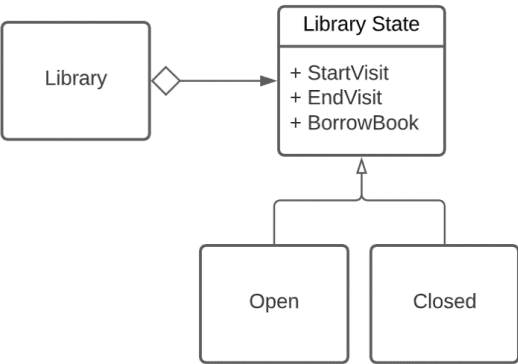 Library State
Library
+ StartVisit
+ EndVisit
+ BorrowBook
Open
Closed